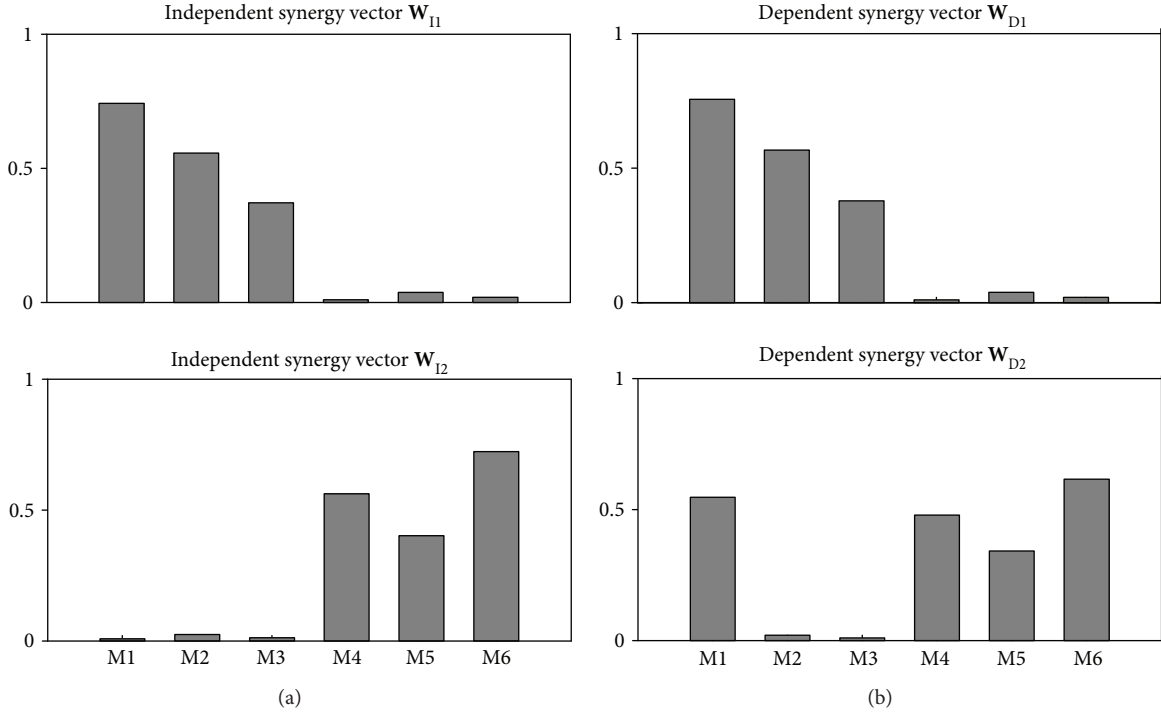 Independent synergy vector W_I1
1
0.5
0
Independent synergy vector W_I2
1
0.5
0
M1 M2 M3 M4 M5 M6
(a)
Dependent synergy vector W_D1
1
0.5
0
Dependent synergy vector W_D2
1
0.5
0
M1 M2 M3 M4 M5 M6
(b)